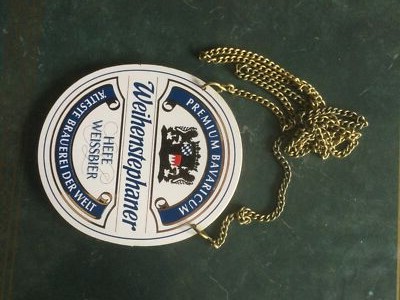 PREMIUM BAVARICUM
Weihenstephaner
HEFE
WEISSBIER
ÄLTESTE BRAUEREI DER WELT